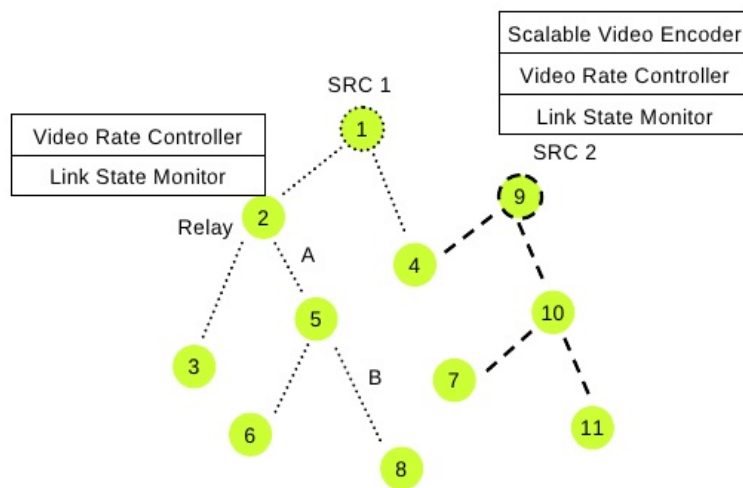 Scalable Video Encoder
Video Rate Controller
Link State Monitor
SRC 1
1
Video Rate Controller
Link State Monitor
SRC 2
9
Relay
2
A
4
5
10
3
B
7
6
11
8